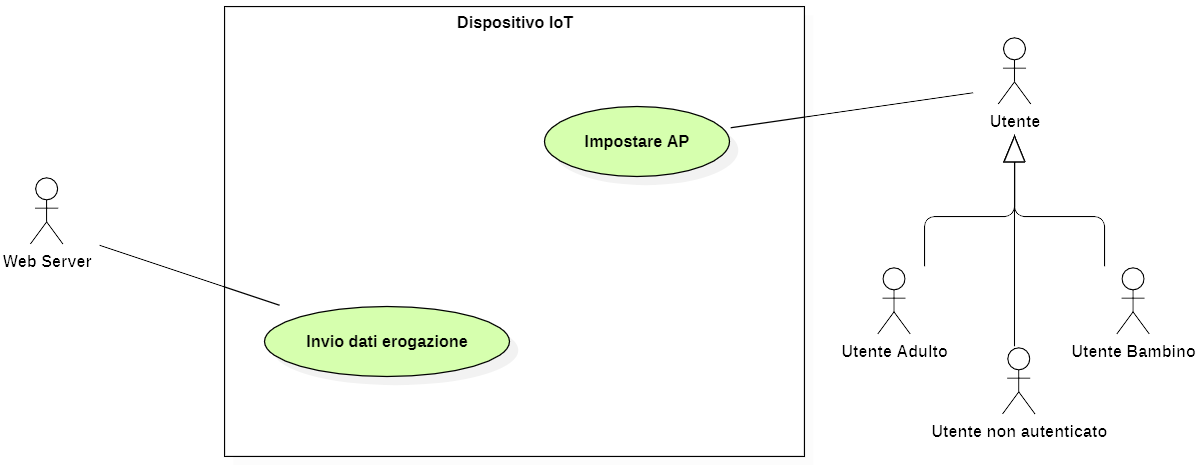 Dispositivo IoT
Impostare AP
Utente
Web Server
Invio dati erogazione
Utente Adulto
Utente Bambino
Utente non autenticato